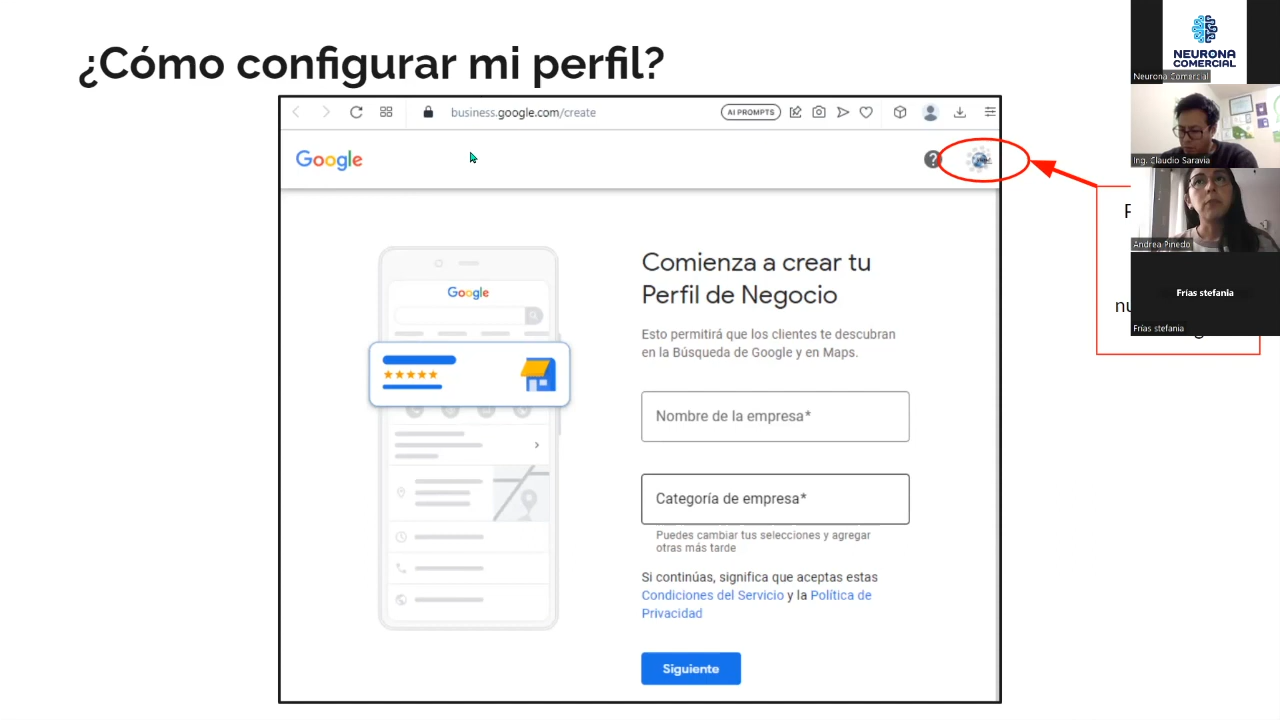 ¿Cómo configurar mi perfil?
business.google.com/create
AI PROMPTS
Google
?
Comienza a crear tu
Perfil de Negocio
Esto permitirá que los clientes te descubran
en la Búsqueda de Google y en Maps.
Nombre de la empresa*
Categoría de empresa*
Puedes cambiar tus selecciones y agregar
otras más tarde
Si continúas, significa que aceptas estas
Condiciones del Servicio y la Política de
Privacidad
Siguiente
Google
NEURONA
COMERCIAL
Neurona Comercial
Ing. Claudio Saravia
Andrea Pinedo
Frías stefania
Frías stefania